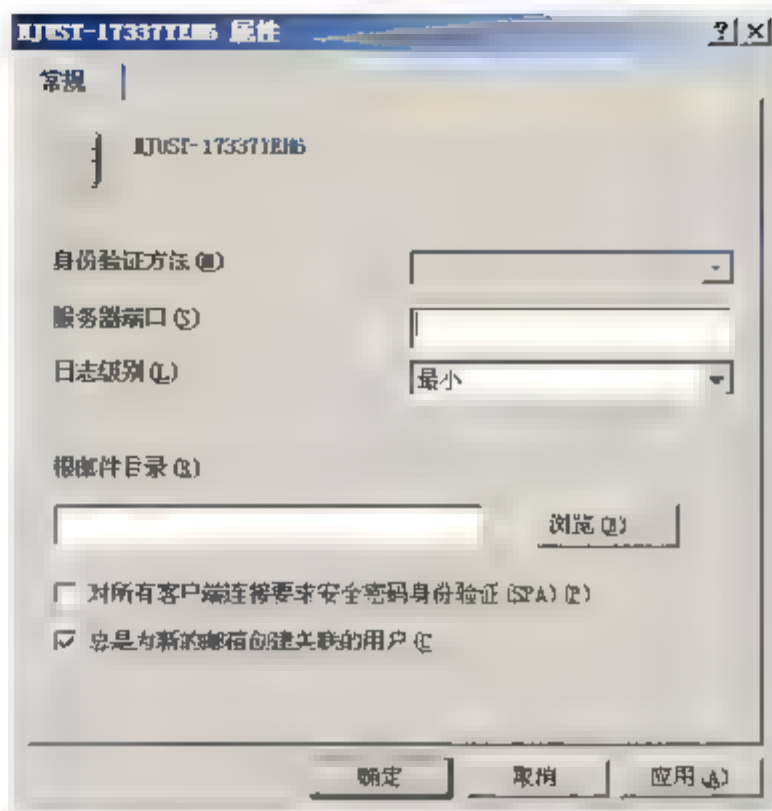 属性
常规
身份验证方法(M)
服务器端口(S)
日志级别(L)
最小
根邮件目录(R)
浏览(B)
对所有客户端连接要求安全密码身份验证(SPA)(P)
总是为新的邮箱创建关联的用户(C
确定
取消
应用(A)